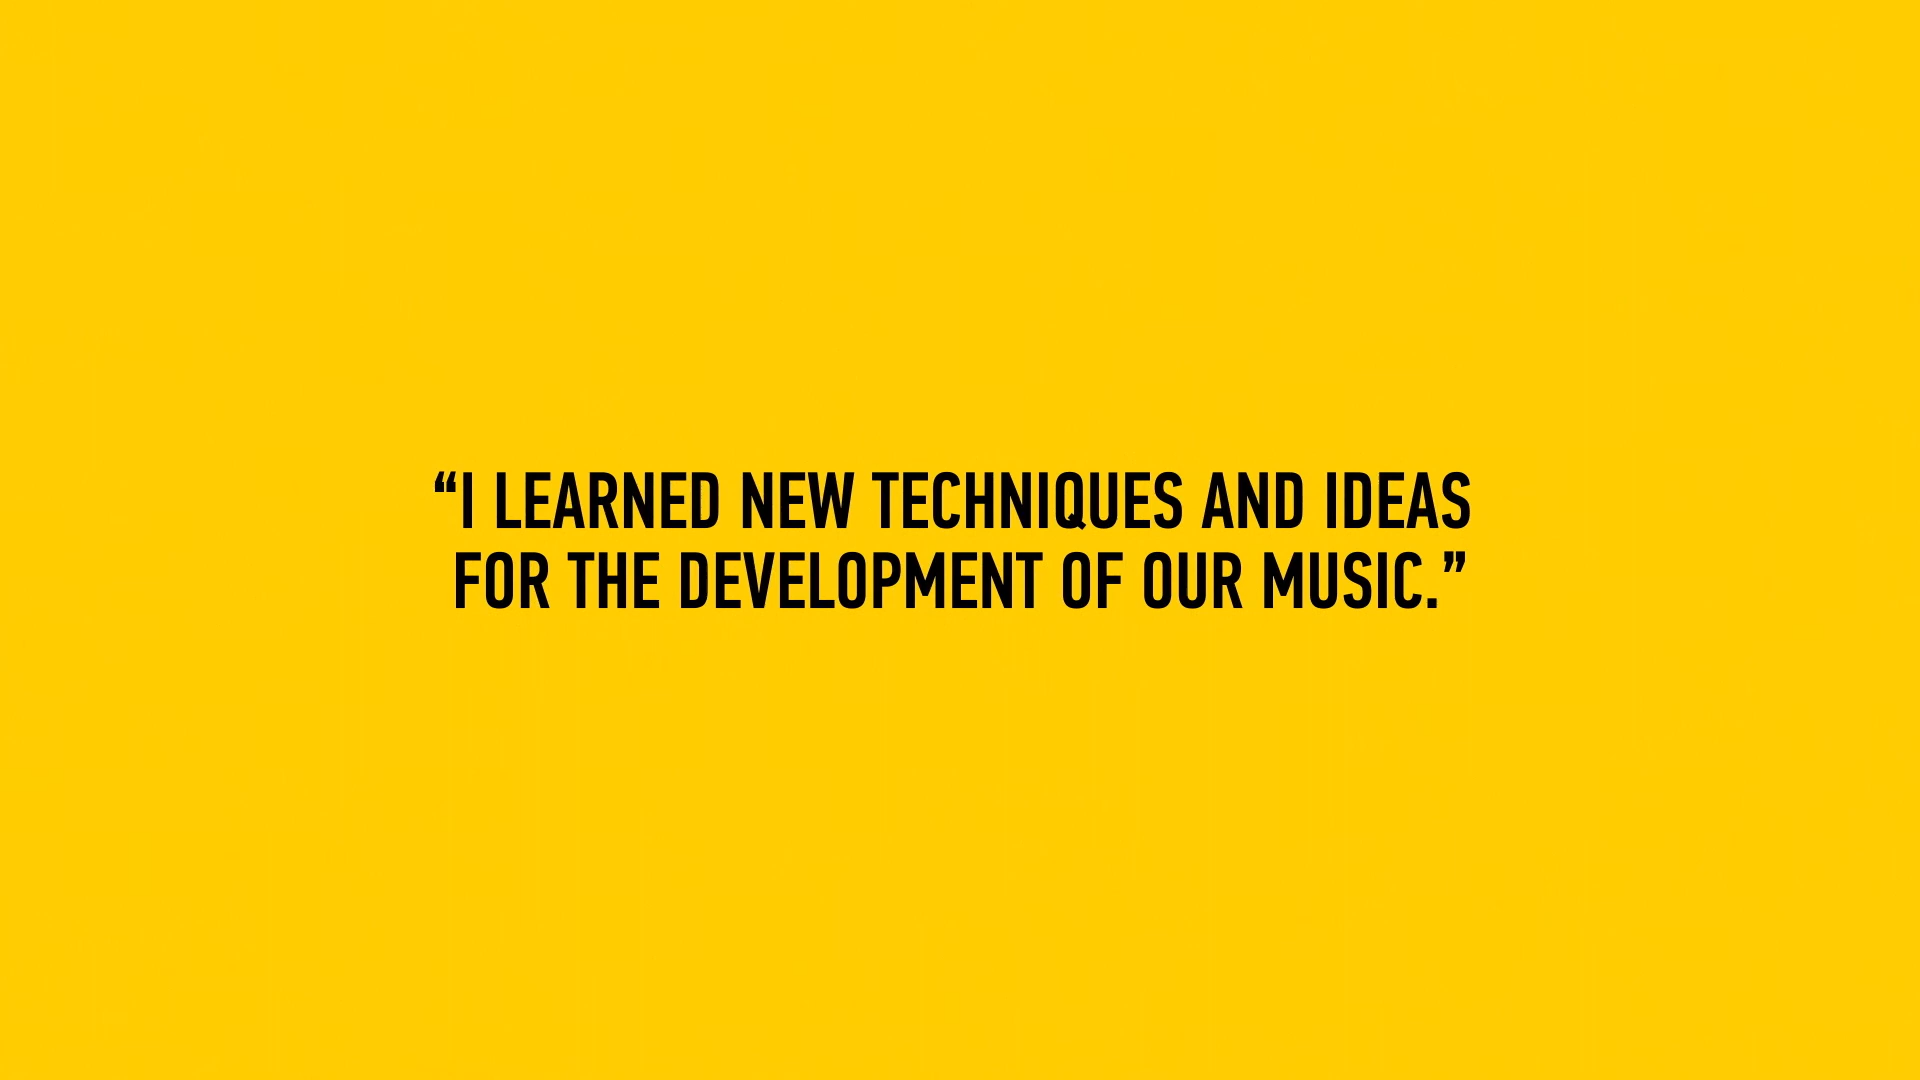 “I LEARNED NEW TECHNIQUES AND IDEAS
FOR THE DEVELOPMENT OF OUR MUSIC.”